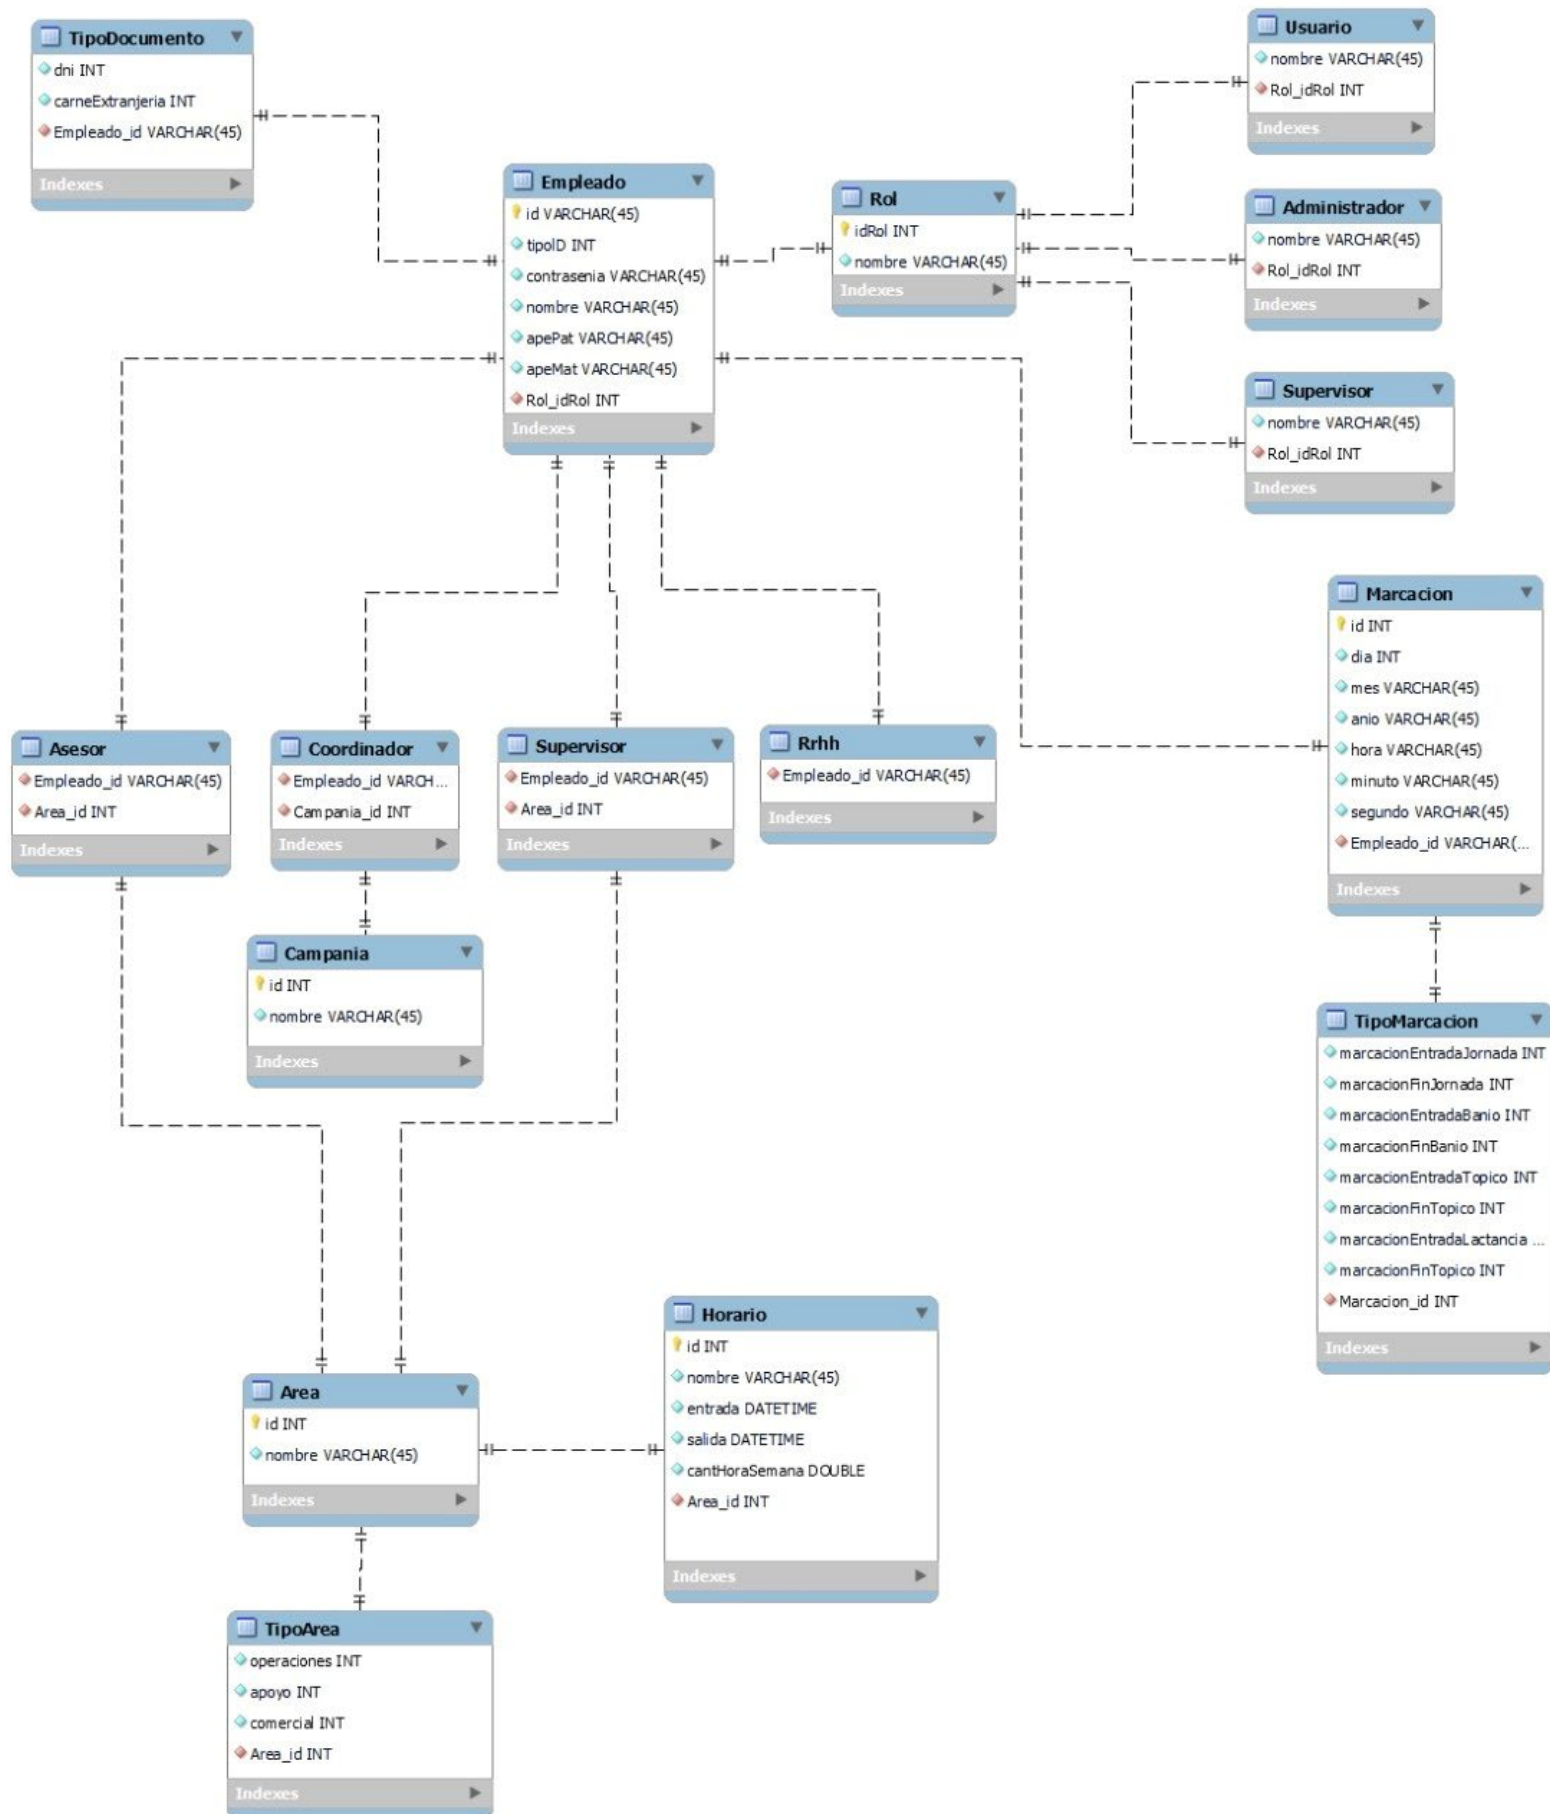 TipoDocumento
dni INT
carneExtranjeria INT
Empleado_id VARCHAR(45)
Indexes
Usuario
nombre VARCHAR(45)
Rol_idRol INT
Indexes
Empleado
id VARCHAR(45)
tipoID INT
contrasenia VARCHAR(45)
nombre VARCHAR(45)
apePat VARCHAR(45)
apeMat VARCHAR(45)
Rol_idRol INT
Indexes
Rol
idRol INT
nombre VARCHAR(45)
Indexes
Administrador
nombre VARCHAR(45)
Rol_idRol INT
Indexes
Supervisor
nombre VARCHAR(45)
Rol_idRol INT
Indexes
Marcacion
id INT
dia INT
mes VARCHAR(45)
anio VARCHAR(45)
hora VARCHAR(45)
minuto VARCHAR(45)
segundo VARCHAR(45)
Empleado_id VARCHAR(...
Indexes
Asesor
Empleado_id VARCHAR(45)
Area_id INT
Indexes
Coordinador
Empleado_id VARCH...
Campania_id INT
Indexes
Supervisor
Empleado_id VARCHAR(45)
Area_id INT
Indexes
Rrhh
Empleado_id VARCHAR(45)
Indexes
Campania
id INT
nombre VARCHAR(45)
Indexes
TipoMarcacion
marcacionEntradaJornada INT
marcacionFinJornada INT
marcacionEntradaBanio INT
marcacionFinBanio INT
marcacionEntradaTopico INT
marcacionFinTopico INT
marcacionEntradaLactancia ...
marcacionFinTopico INT
Marcacion_id INT
Indexes
Horario
id INT
nombre VARCHAR(45)
entrada DATETIME
salida DATETIME
cantHoraSemana DOUBLE
Area_id INT
Indexes
Area
id INT
nombre VARCHAR(45)
Indexes
TipoArea
operaciones INT
apoyo INT
comercial INT
Area_id INT
Indexes